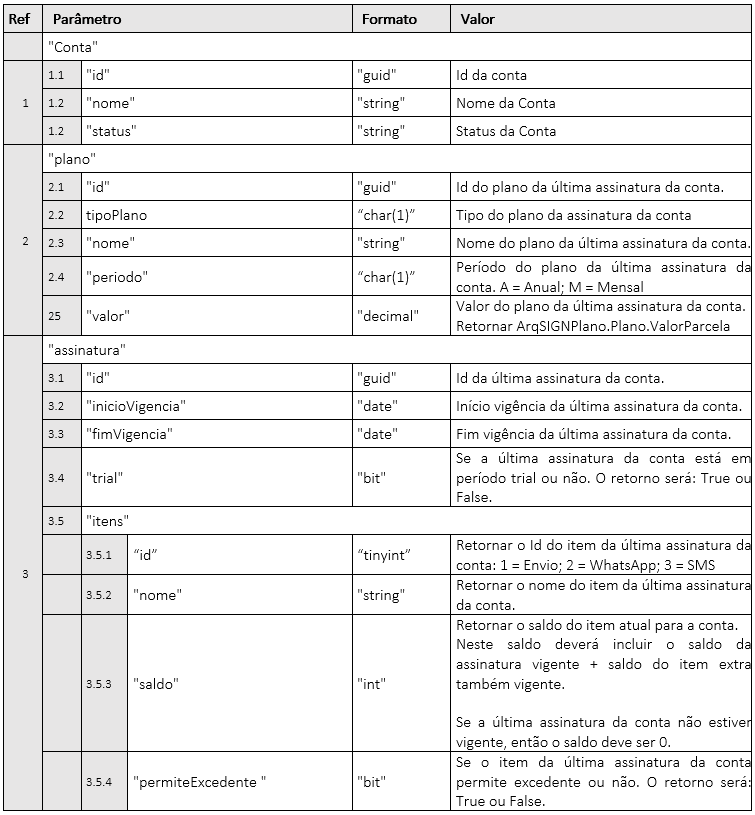 Ref Parâmetro Formato Valor
"Conta"
1
1.1 "id" "guid" Id da conta
1.2 "nome" "string" Nome da Conta
1.2 "status" "string" Status da Conta
2
"plano"
2.1 "id" "guid" Id do plano da última assinatura da conta.
2.2 tipoPlano “char(1)” Tipo do plano da assinatura da conta
2.3 "nome" "string" Nome do plano da última assinatura da conta.
2.4 "periodo" “char(1)” Período do plano da última assinatura da
conta. A = Anual; M = Mensal
25 "valor" "decimal" Valor do plano da última assinatura da conta.
Retornar ArqSIGNPlano.Plano.ValorParcela
3
"assinatura"
3.1 "id" "guid" Id da última assinatura da conta.
3.2 "inicioVigencia" "date" Início vigência da última assinatura da conta.
3.3 "fimVigencia" "date" Fim vigência da última assinatura da conta.
3.4 "trial" "bit" Se a última assinatura da conta está em
período trial ou não. O retorno será: True ou
False.
3.5 "itens"
3.5.1 “id” “tinyint” Retornar o Id do item da última assinatura da
conta: 1 = Envio; 2 = WhatsApp; 3 = SMS
3.5.2 "nome" "string" Retornar o nome do item da última assinatura
da conta.
3.5.3 "saldo" "int" Retornar o saldo do item atual para a conta.
Neste saldo deverá incluir o saldo da
assinatura vigente + saldo do item extra
também vigente.
Se a última assinatura da conta não estiver
vigente, então o saldo deve ser 0.
3.5.4 "permiteExcedente " "bit" Se o item da última assinatura da conta
permite excedente ou não. O retorno será:
True ou False.